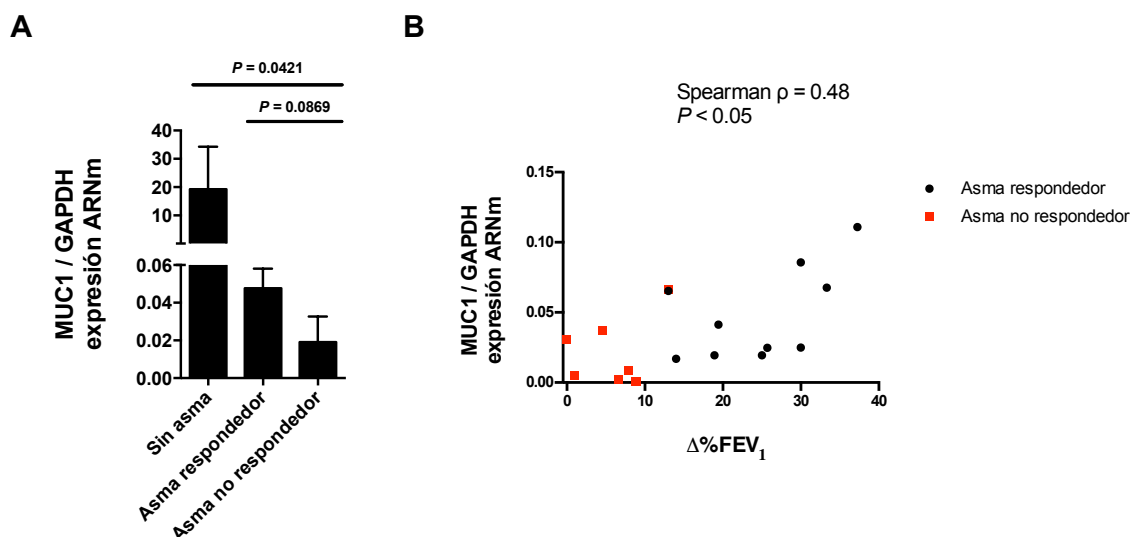 A
P = 0.0421
P = 0.0869
MUC1 / GAPDH
expresión ARNm
40
30
20
10
0.06
0.04
0.02
0.00
Sin asma
Asma respondedor
Asma no respondedor
B
Spearman ρ = 0.48
P < 0.05
MUC1 / GAPDH
expresión ARNm
0.15
0.10
0.05
0.00
0 10 20 30 40
Δ%FEV1
Asma respondedor
Asma no respondedor